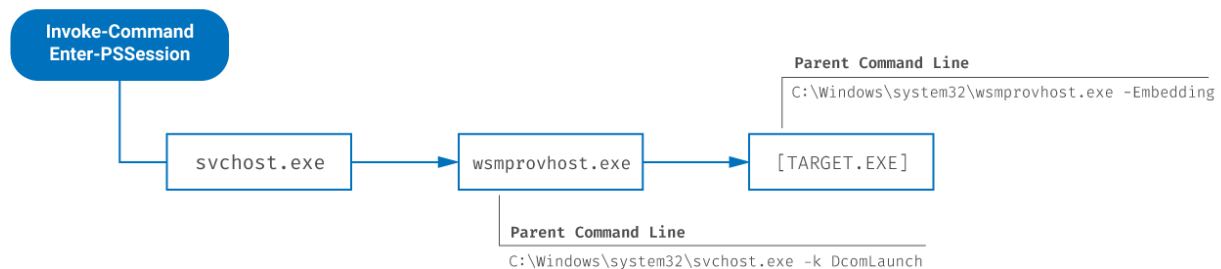 Invoke-Command
Enter-PSSession
Parent Command Line
C:\Windows\system32\wsmprovhost.exe -Embedding
svchost.exe
wsmprovhost.exe
[TARGET.EXE]
Parent Command Line
C:\Windows\system32\svchost.exe -k DcomLaunch